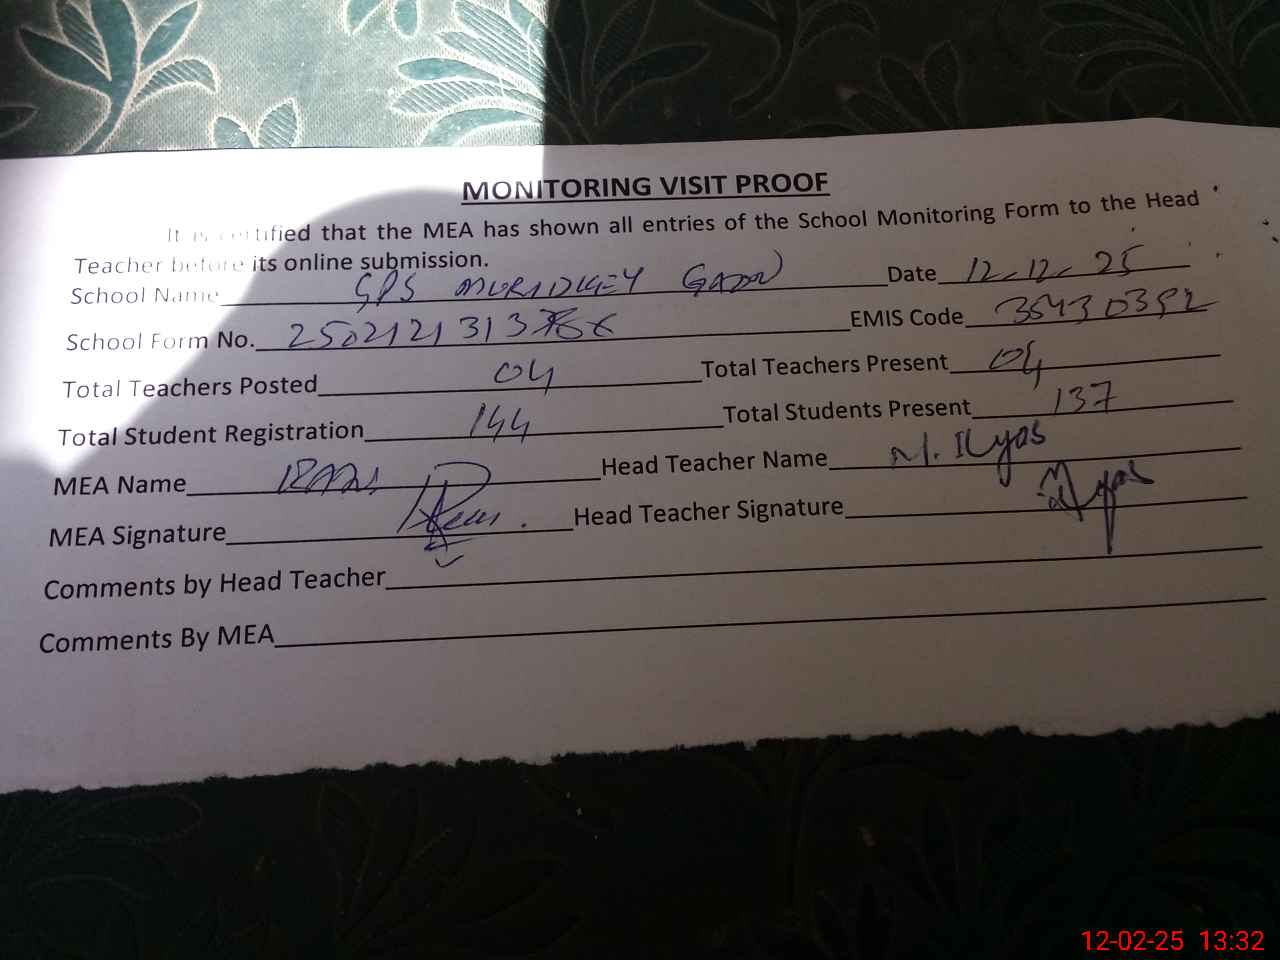 MONITORING VISIT PROOF
It is certified that the MEA has shown all entries of the School Monitoring Form to the Head
Teacher before its online submission.
School Name GPS MURIDKEY Date 12-12-25
School Form No. 2502121313 EMIS Code 35430392
Total Teachers Posted 04 Total Teachers Present 04
Total Student Registration 144 Total Students Present 137
MEA Name Head Teacher Name M. Ilyas
MEA Signature Head Teacher Signature Ilyas
Comments by Head Teacher
Comments By MEA
12-02-25 13:32